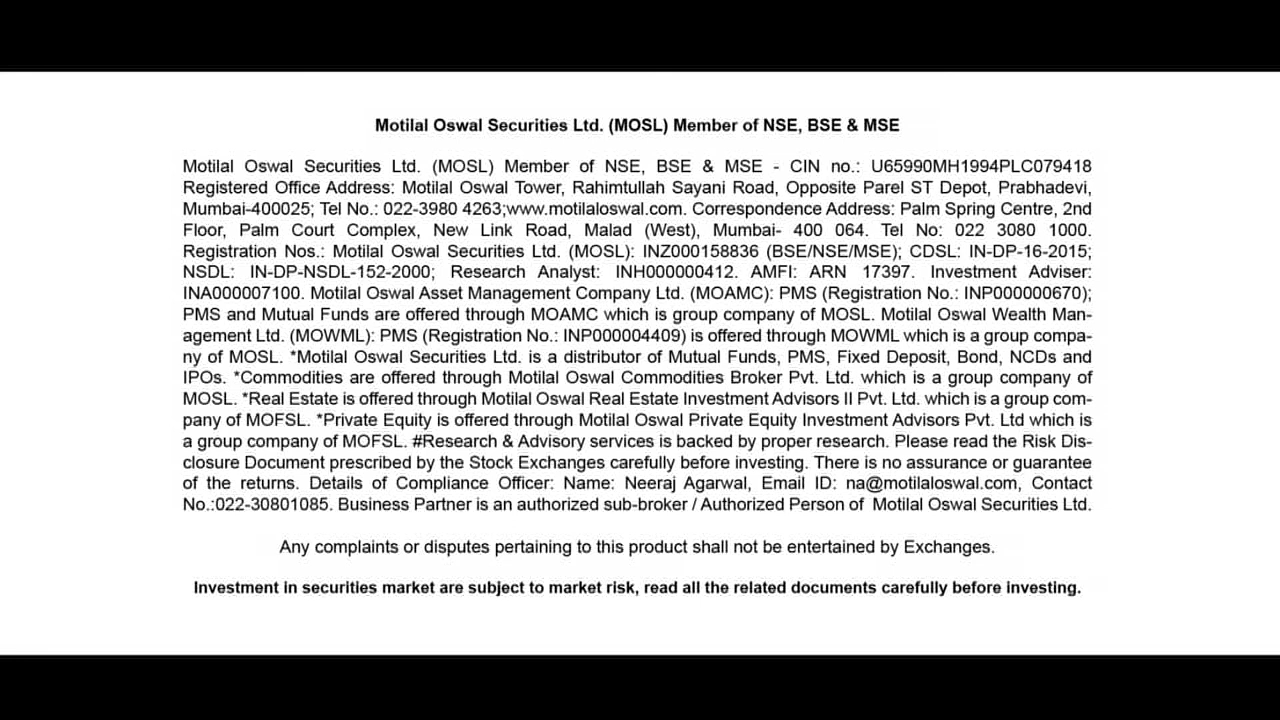 Motilal Oswal Securities Ltd. (MOSL) Member of NSE, BSE & MSE
Motilal Oswal Securities Ltd. (MOSL) Member of NSE, BSE & MSE - CIN no.: U65990MH1994PLC079418
Registered Office Address: Motilal Oswal Tower, Rahimtullah Sayani Road, Opposite Parel ST Depot, Prabhadevi,
Mumbai-400025; Tel No.: 022-3980 4263;www.motilaloswal.com. Correspondence Address: Palm Spring Centre, 2nd
Floor, Palm Court Complex, New Link Road, Malad (West), Mumbai- 400 064. Tel No: 022 3080 1000.
Registration Nos.: Motilal Oswal Securities Ltd. (MOSL): INZ000158836 (BSE/NSE/MSE); CDSL: IN-DP-16-2015;
NSDL: IN-DP-NSDL-152-2000; Research Analyst: INH000000412. AMFI: ARN 17397. Investment Adviser:
INA000007100. Motilal Oswal Asset Management Company Ltd. (MOAMC): PMS (Registration No.: INP000000670);
PMS and Mutual Funds are offered through MOAMC which is group company of MOSL. Motilal Oswal Wealth Man-
agement Ltd. (MOWML): PMS (Registration No.: INP000004409) is offered through MOWML which is a group compa-
ny of MOSL. *Motilal Oswal Securities Ltd. is a distributor of Mutual Funds, PMS, Fixed Deposit, Bond, NCDs and
IPOs. *Commodities are offered through Motilal Oswal Commodities Broker Pvt. Ltd. which is a group company of
MOSL. *Real Estate is offered through Motilal Oswal Real Estate Investment Advisors II Pvt. Ltd. which is a group com-
pany of MOFSL. *Private Equity is offered through Motilal Oswal Private Equity Investment Advisors Pvt. Ltd which is
a group company of MOFSL. #Research & Advisory services is backed by proper research. Please read the Risk Dis-
closure Document prescribed by the Stock Exchanges carefully before investing. There is no assurance or guarantee
of the returns. Details of Compliance Officer: Name: Neeraj Agarwal, Email ID: na@motilaloswal.com, Contact
No.:022-30801085. Business Partner is an authorized sub-broker / Authorized Person of Motilal Oswal Securities Ltd.
Any complaints or disputes pertaining to this product shall not be entertained by Exchanges.
Investment in securities market are subject to market risk, read all the related documents carefully before investing.